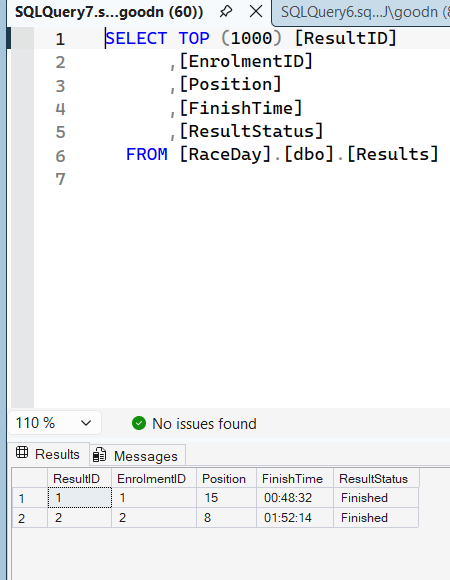 SQLQuery7.s...goodn (60)) SQLQuery6.sq...J\goodn (
1 SELECT TOP (1000) [ResultID]
2 ,[EnrolmentID]
3 ,[Position]
4 ,[FinishTime]
5 ,[ResultStatus]
6 FROM [RaceDay].[dbo].[Results]
7
110 % No issues found
Results Messages
ResultID EnrolmentID Position FinishTime ResultStatus
1 1 1 15 00:48:32 Finished
2 2 2 8 01:52:14 Finished